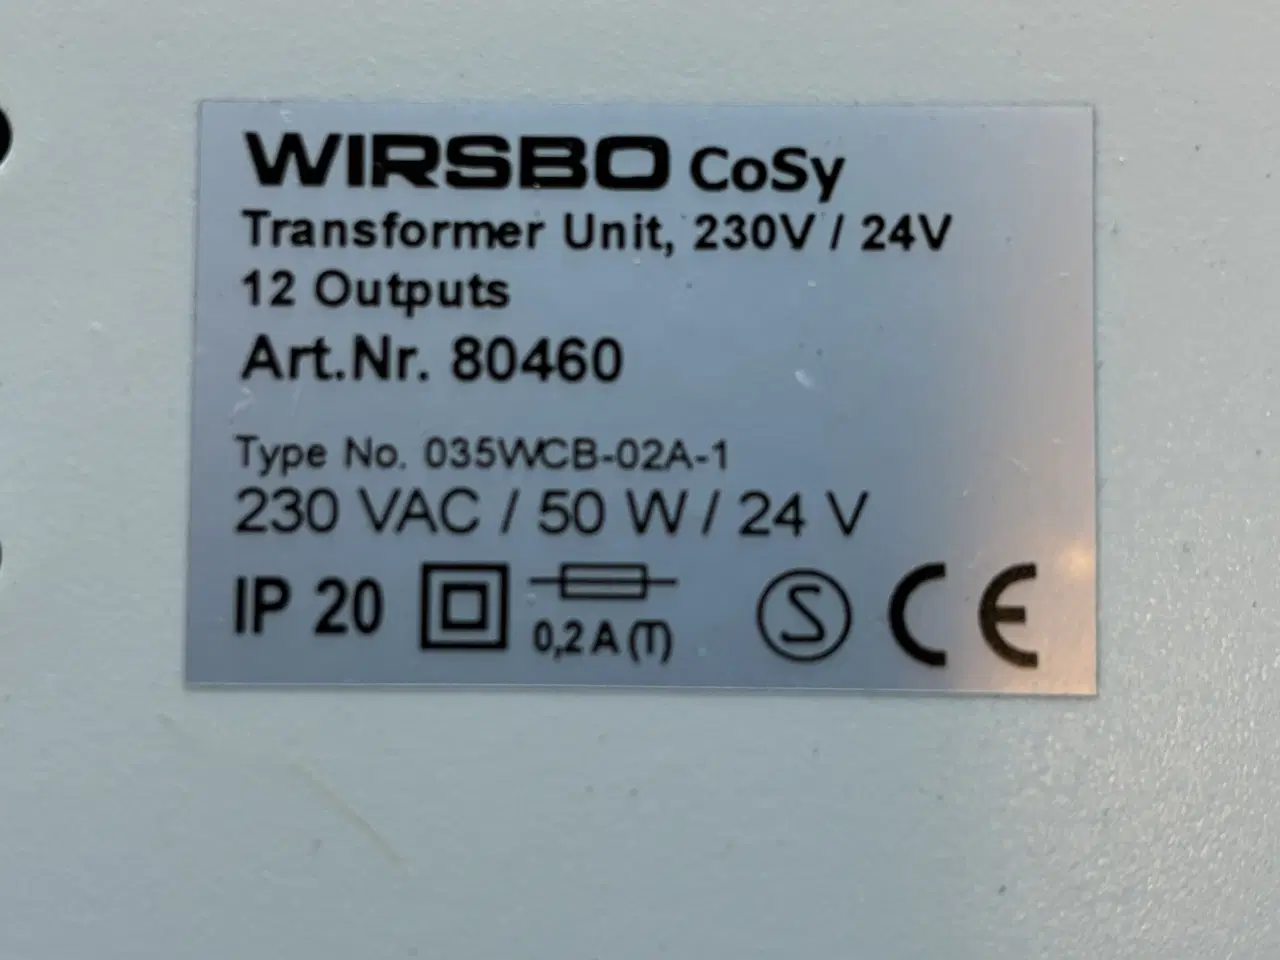 WIRSBO CoSy
Transformer Unit, 230V / 24V
12 Outputs
Art.Nr. 80460
Type No. 035WCB-02A-1
230 VAC / 50 W / 24 V
IP 20
0,2 A (T)
S CE